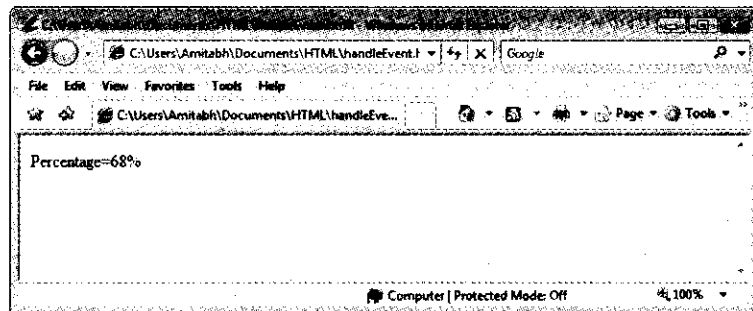 C:\Users\Amitabh\Documents\HTML\handleEvent.h Google
File Edit View Favorites Tools Help
C:\Users\Amitabh\Documents\HTML\handleEve... Page Tools
Percentage=68%
Computer | Protected Mode: Off 100%